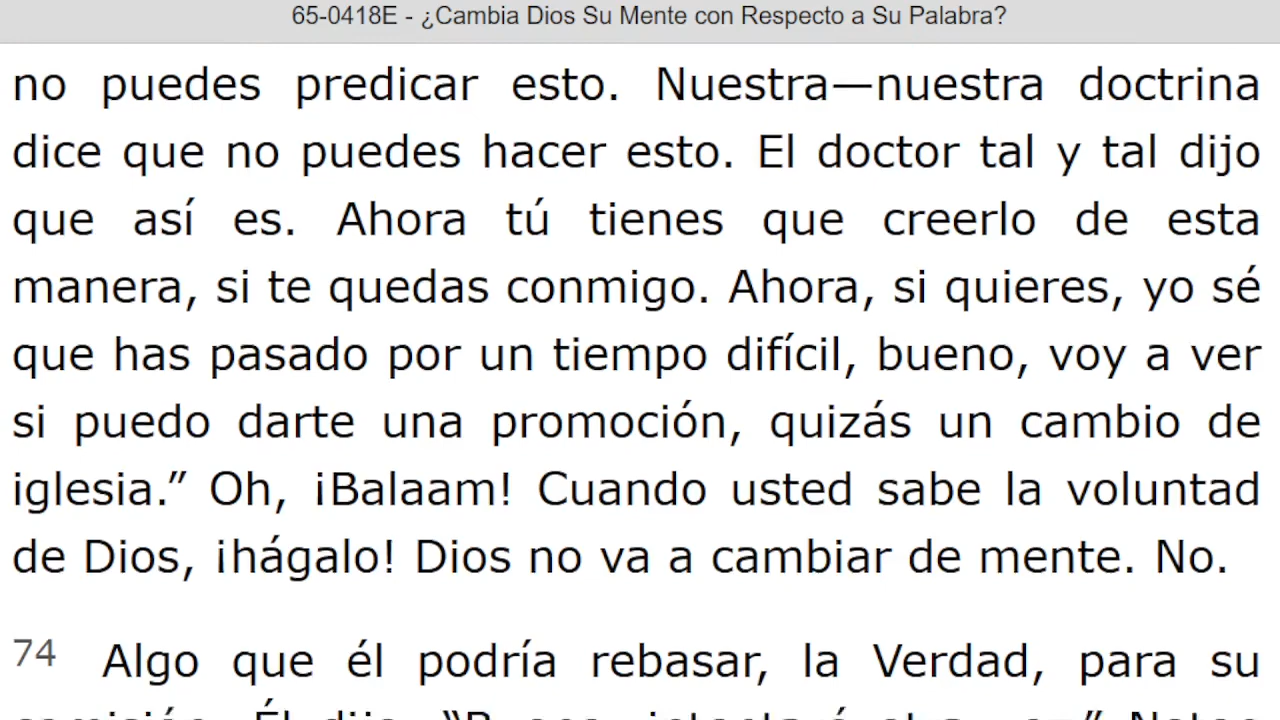 65-0418E - ¿Cambia Dios Su Mente con Respecto a Su Palabra?
no puedes predicar esto. Nuestra—nuestra doctrina
dice que no puedes hacer esto. El doctor tal y tal dijo
que así es. Ahora tú tienes que creerlo de esta
manera, si te quedas conmigo. Ahora, si quieres, yo sé
que has pasado por un tiempo difícil, bueno, voy a ver
si puedo darte una promoción, quizás un cambio de
iglesia.” Oh, ¡Balaam! Cuando usted sabe la voluntad
de Dios, ¡hágalo! Dios no va a cambiar de mente. No.
74 Algo que él podría rebasar, la Verdad, para su